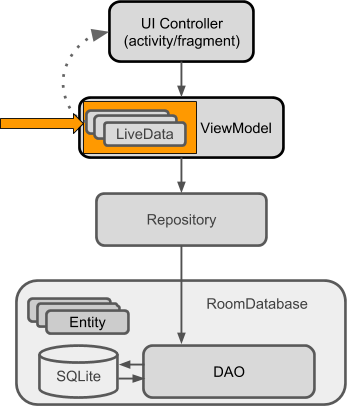 UI Controller
(activity/fragment)
LiveData
ViewModel
Repository
RoomDatabase
Entity
SQLite
DAO